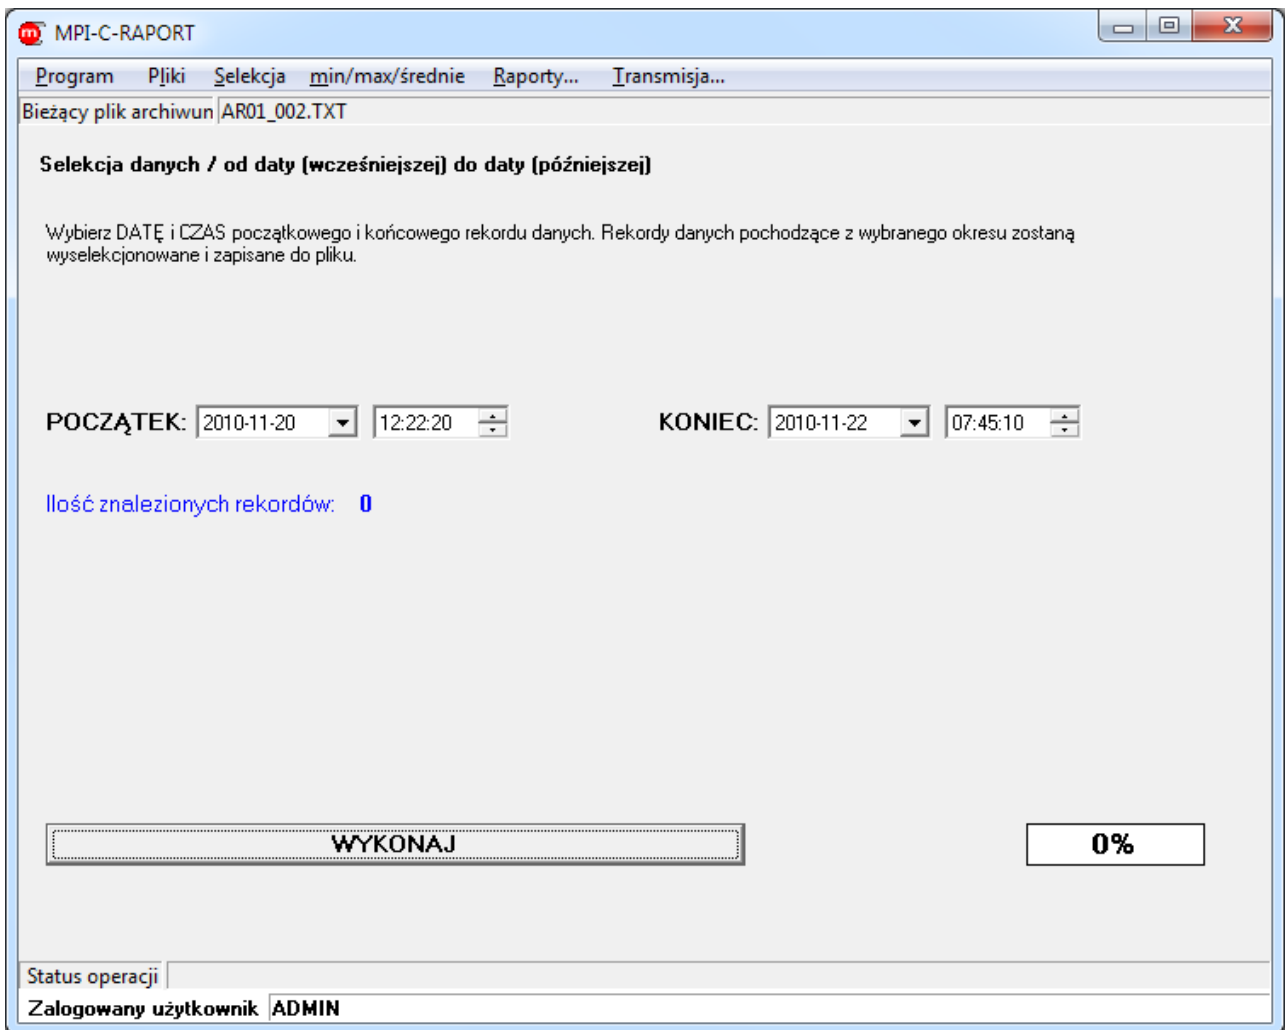 MPI-C-RAPORT
Program Pliki Selekcja min/max/średnie Raporty... Transmisja...
Bieżący plik archiwun AR01_002.TXT
Selekcja danych / od daty (wcześniejszej) do daty (późniejszej)
Wybierz DATĘ i CZAS początkowego i końcowego rekordu danych. Rekordy danych pochodzące z wybranego okresu zostaną
wyselekcjonowane i zapisane do pliku.
POCZĄTEK: 2010-11-20 12:22:20 KONIEC: 2010-11-22 07:45:10
Ilość znalezionych rekordów: 0
WYKONAJ 0%
Status operacji
Zalogowany użytkownik ADMIN